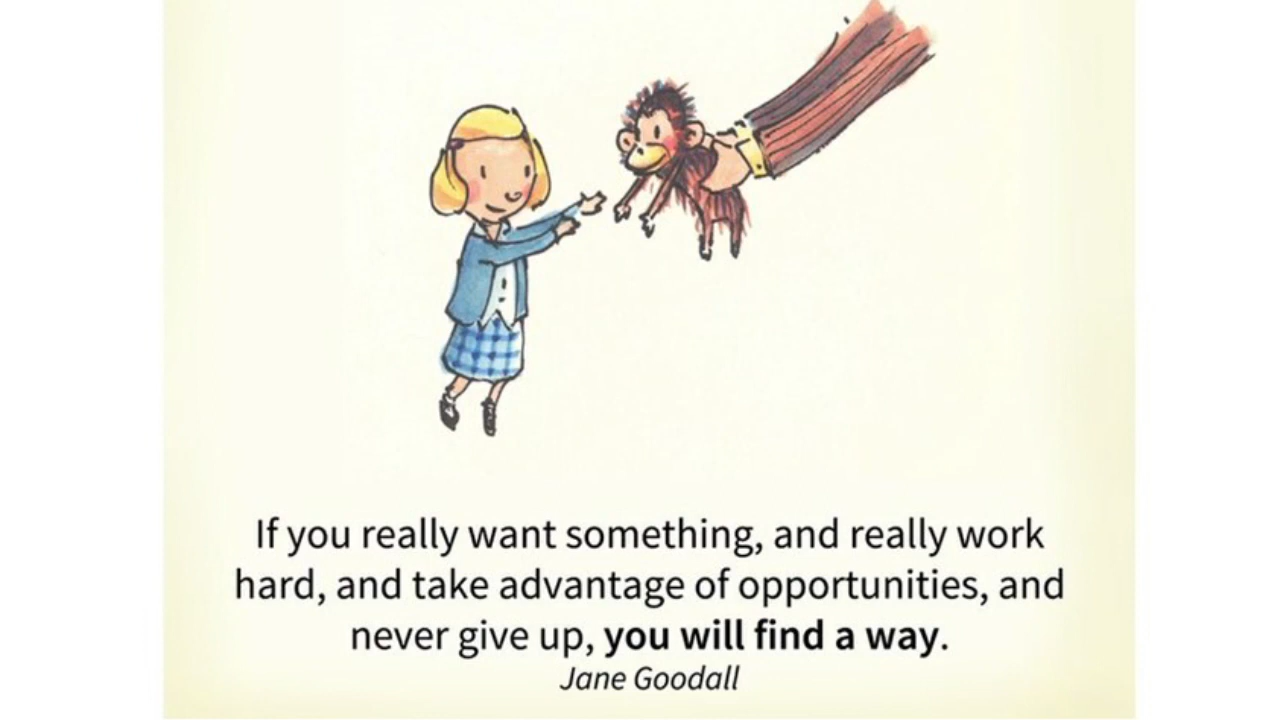 If you really want something, and really work
hard, and take advantage of opportunities, and
never give up, you will find a way.
Jane Goodall